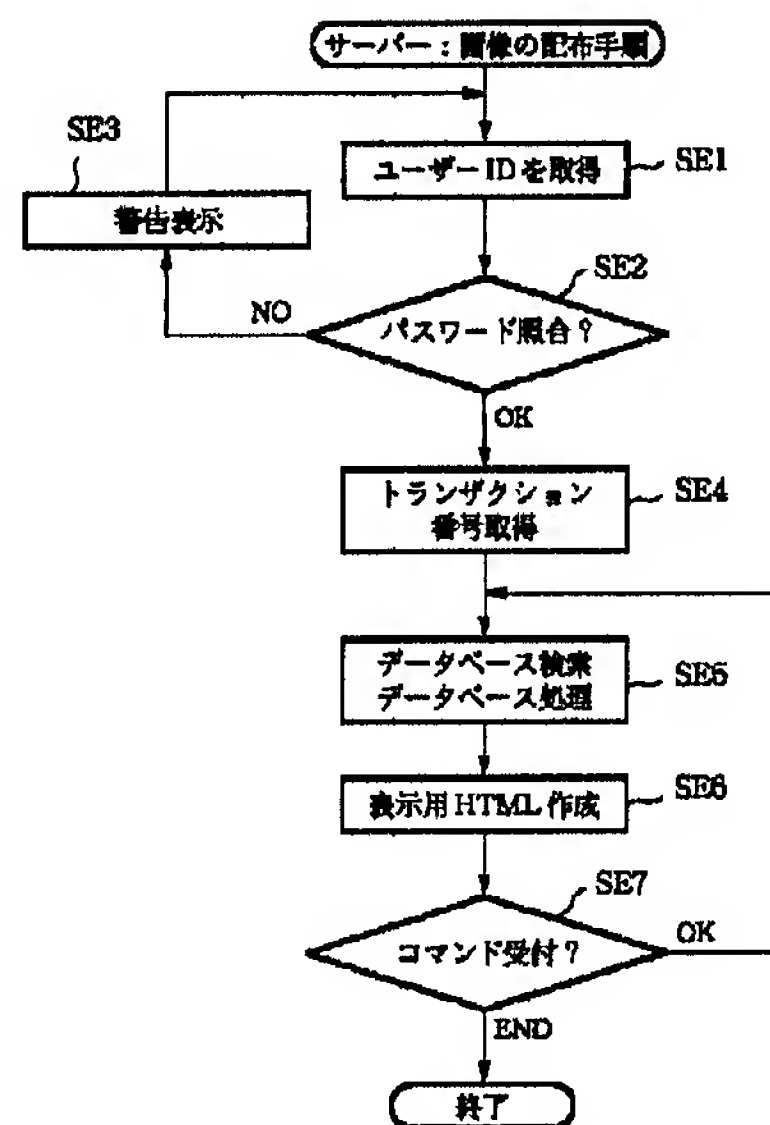 サーバー：画像の配布手順
SE3
ユーザーIDを取得
SE1
警告表示
SE2
NO
パスワード照合？
OK
トランザクション
番号取得
SE4
データベース検索
データベース処理
SE5
表示用HTML作成
SE6
SE7
コマンド受付？
OK
END
終了